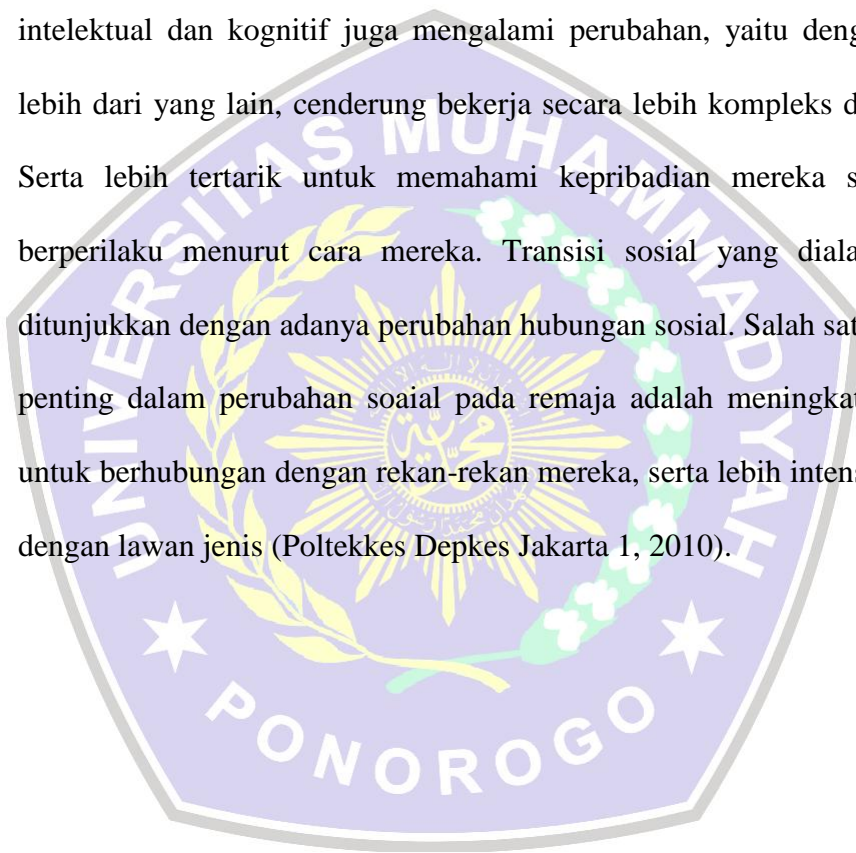 intelektual dan kognitif juga mengalami perubahan, yaitu deng
lebih dari yang lain, cenderung bekerja secara lebih kompleks d
Serta lebih tertarik untuk memahami kepribadian mereka s
berperilaku menurut cara mereka. Transisi sosial yang diala
ditunjukkan dengan adanya perubahan hubungan sosial. Salah sat
penting dalam perubahan soaial pada remaja adalah meningkat
untuk berhubungan dengan rekan-rekan mereka, serta lebih intens
dengan lawan jenis (Poltekkes Depkes Jakarta 1, 2010).
UNIVERSITAS MUHAMMADIYAH
PONOROGO